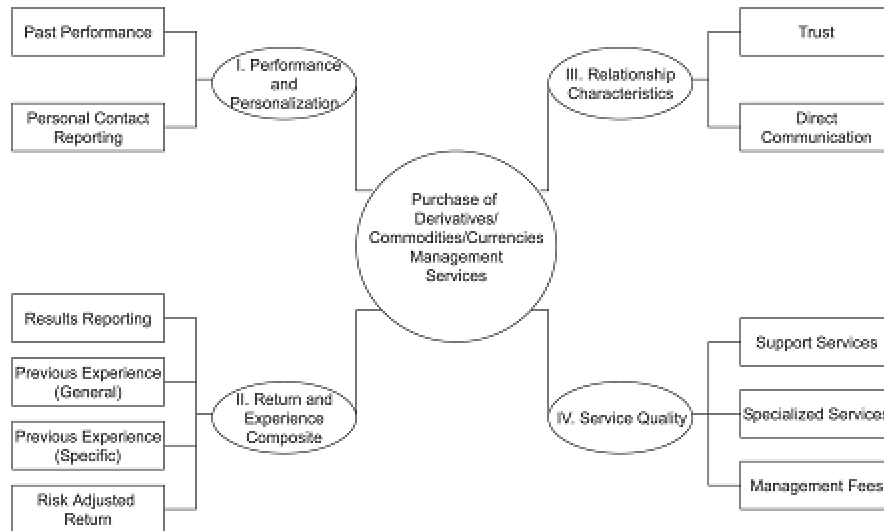 Past Performance
Personal Contact
Reporting
I. Performance
and
Personalization
III. Relationship
Characteristics
Trust
Direct
Communication
Purchase of
Derivatives/
Commodities/Currencies
Management
Services
Results Reporting
Previous Experience
(General)
Previous Experience
(Specific)
Risk Adjusted
Return
II. Return and
Experience
Composite
IV. Service Quality
Support Services
Specialized Services
Management Fees